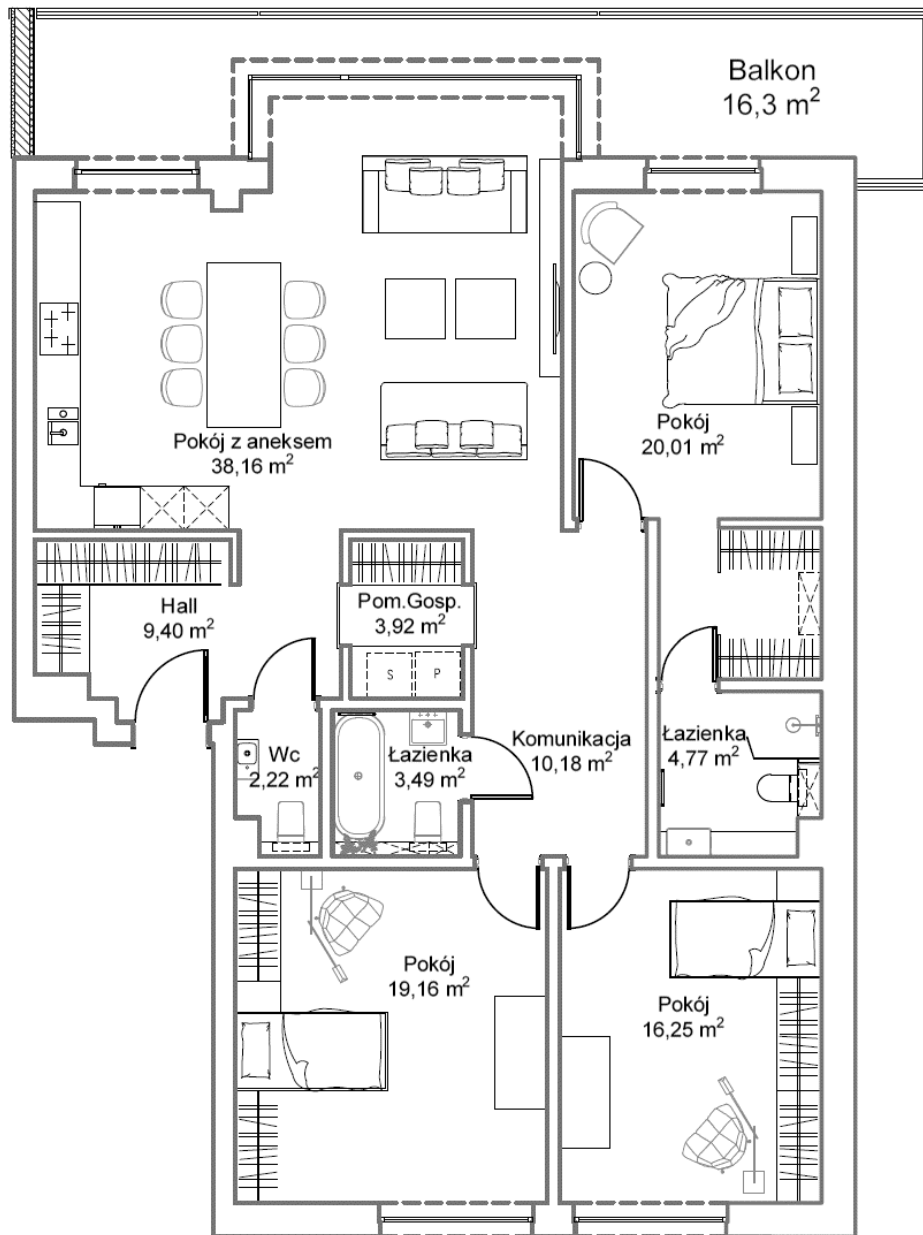 Balkon
16,3 m²
Pokój z aneksem
38,16 m²
Pokój
20,01 m²
Hall
9,40 m²
Pom.Gosp.
3,92 m²
S P
Wc
2,22 m²
Łazienka
3,49 m²
Komunikacja
10,18 m²
Łazienka
4,77 m²
Pokój
19,16 m²
Pokój
16,25 m²